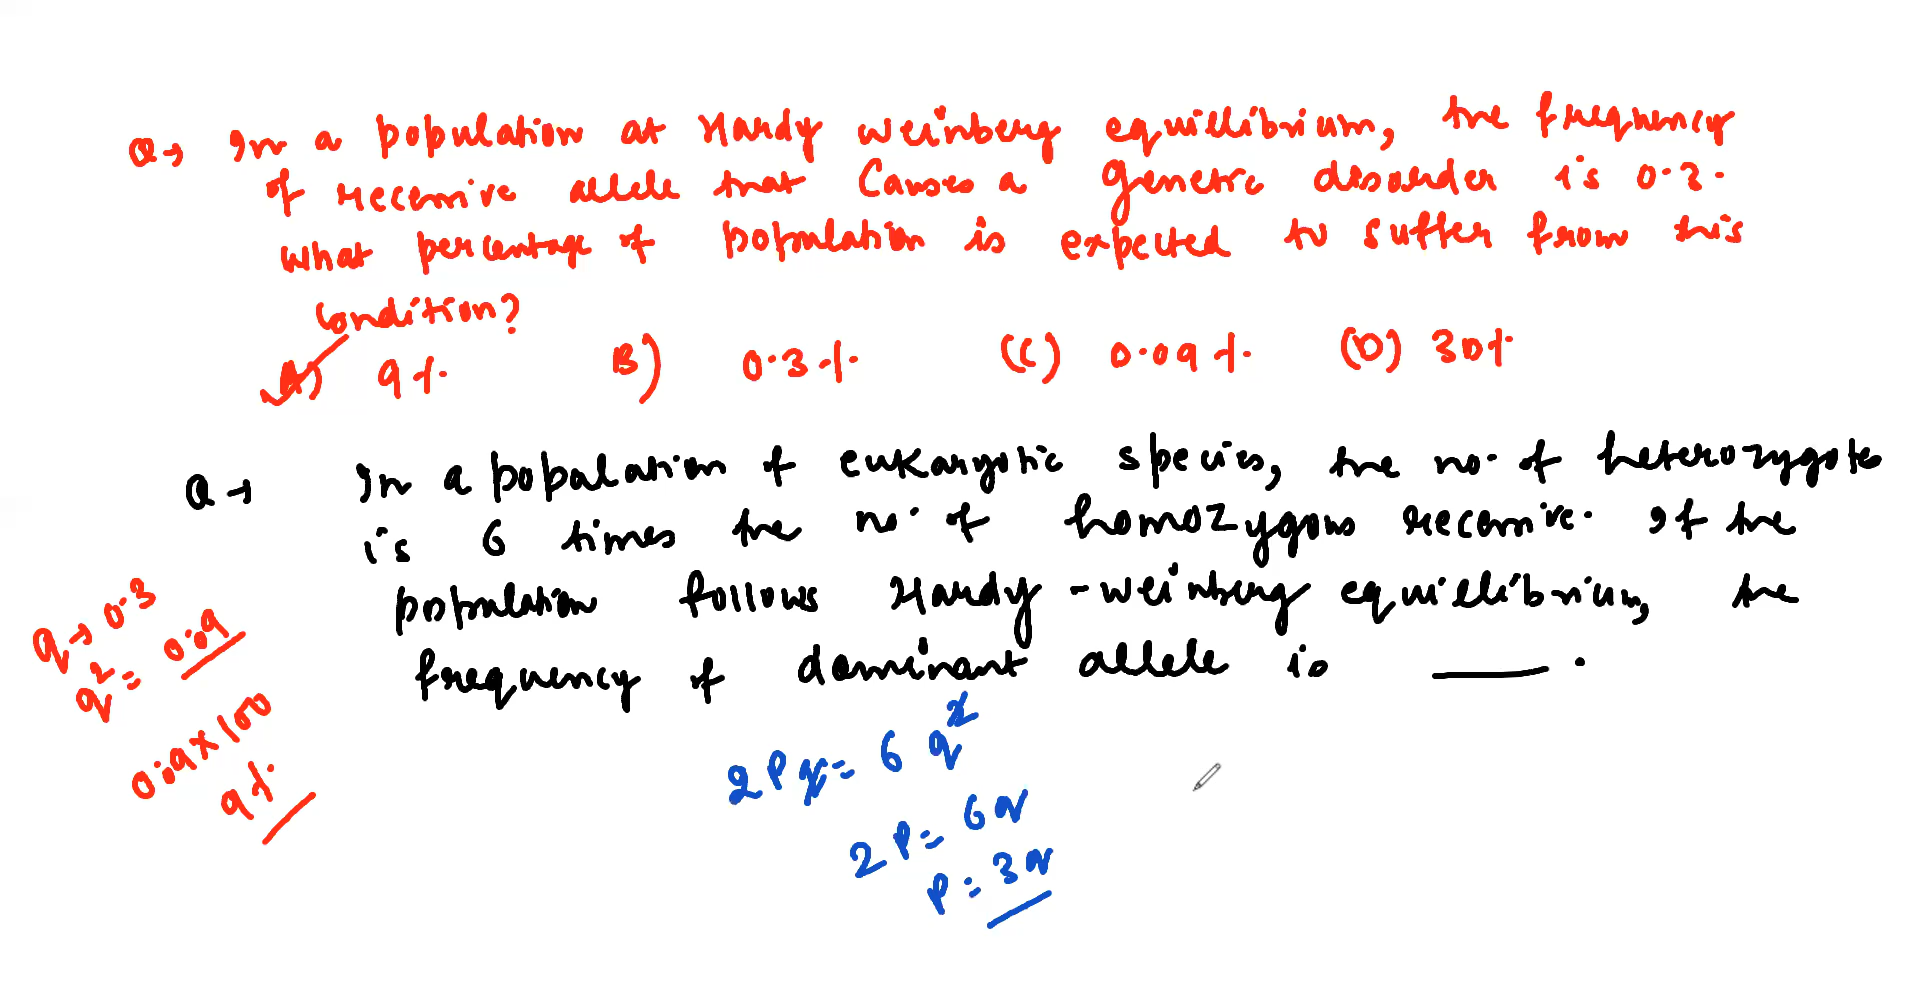 Q→ In a population at Hardy weinberg equillibrium, the frequency
of recessive allele that Causes a genetic disorder is 0.3.
what percentage of population is expected to suffer from this
Condition?
A) 9% B) 0.3% (C) 0.09% (D) 30%
Q→ In a population of eukaryotic species, the no. of heterozygotes
is 6 times the no. of homozygous recessive. If the
population follows Hardy-weinberg equillibrium, the
frequency of dominant allele is ____.
q→ 0.3
q² = 0.09
0.09 x 100
9%
2Pq = 6 q²
2P = 6q
P = 3q